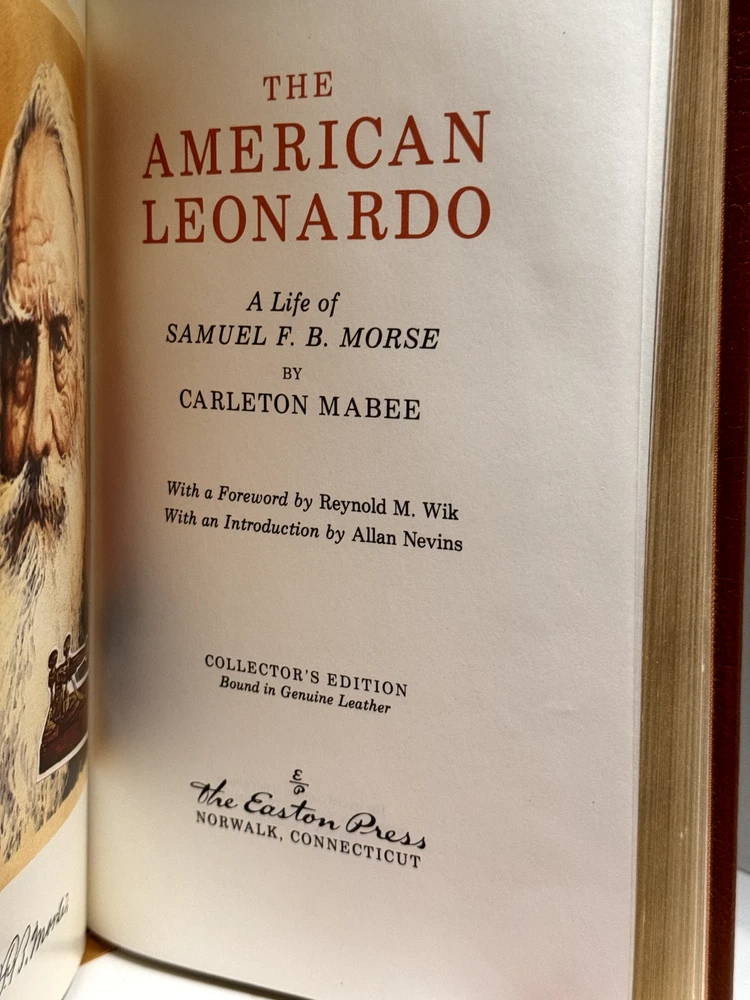 THE
AMERICAN
LEONARDO
A Life of
SAMUEL F. B. MORSE
BY
CARLETON MABEE
With a Foreword by Reynold M. Wik
With an Introduction by Allan Nevins
COLLECTOR'S EDITION
Bound in Genuine Leather
The Easton Press
NORWALK, CONNECTICUT